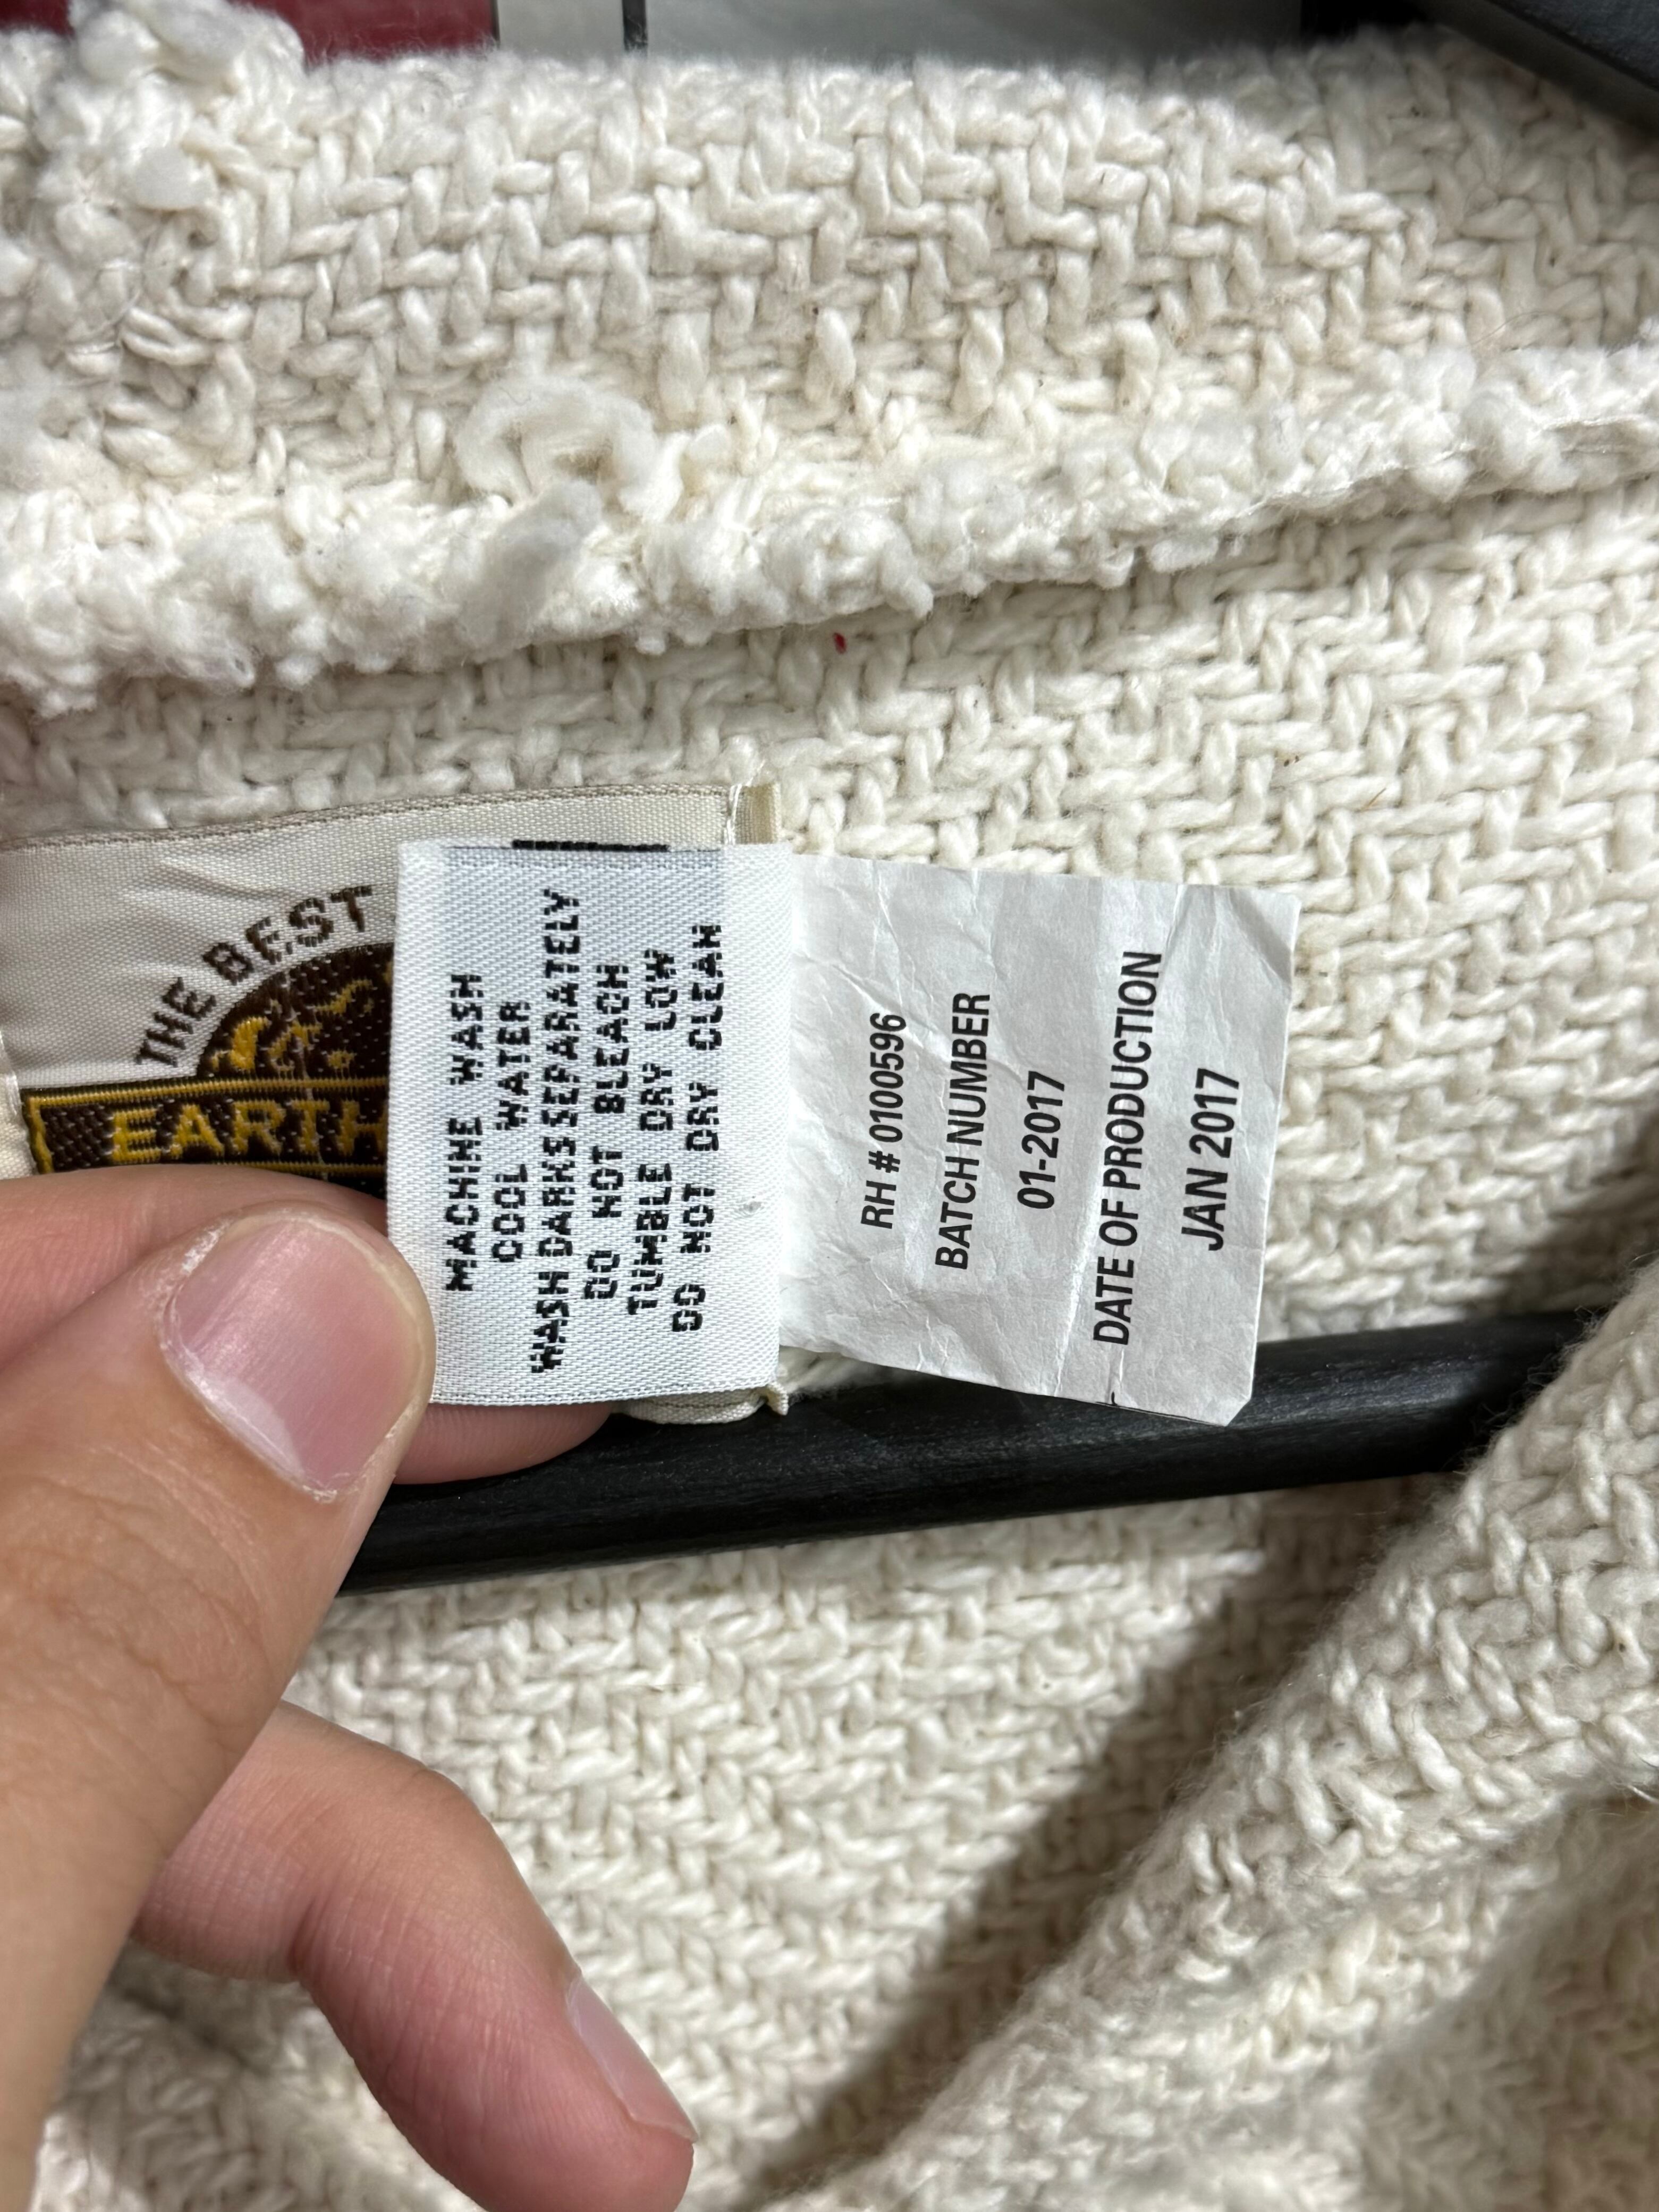 THE BEST
EARTH
MACHINE WASH
COOL WATER
WASH DARKS SEPARATELY
DO NOT BLEACH
TUMBLE DRY LOW
DO NOT DRY CLEAN
RH # 0100596
BATCH NUMBER
01-2017
DATE OF PRODUCTION
JAN 2017